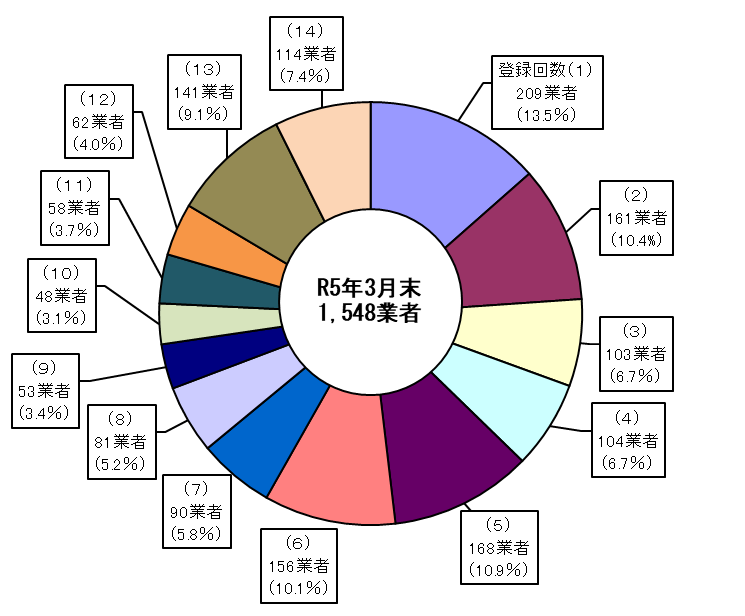 登録回数(1)
209業者
(13.5%)
(2)
161業者
(10.4%)
(3)
103業者
(6.7%)
(4)
104業者
(6.7%)
(5)
168業者
(10.9%)
(6)
156業者
(10.1%)
(7)
90業者
(5.8%)
(8)
81業者
(5.2%)
(9)
53業者
(3.4%)
(10)
48業者
(3.1%)
(11)
58業者
(3.7%)
(12)
62業者
(4.0%)
(13)
141業者
(9.1%)
(14)
114業者
(7.4%)
R5年3月末
1,548業者